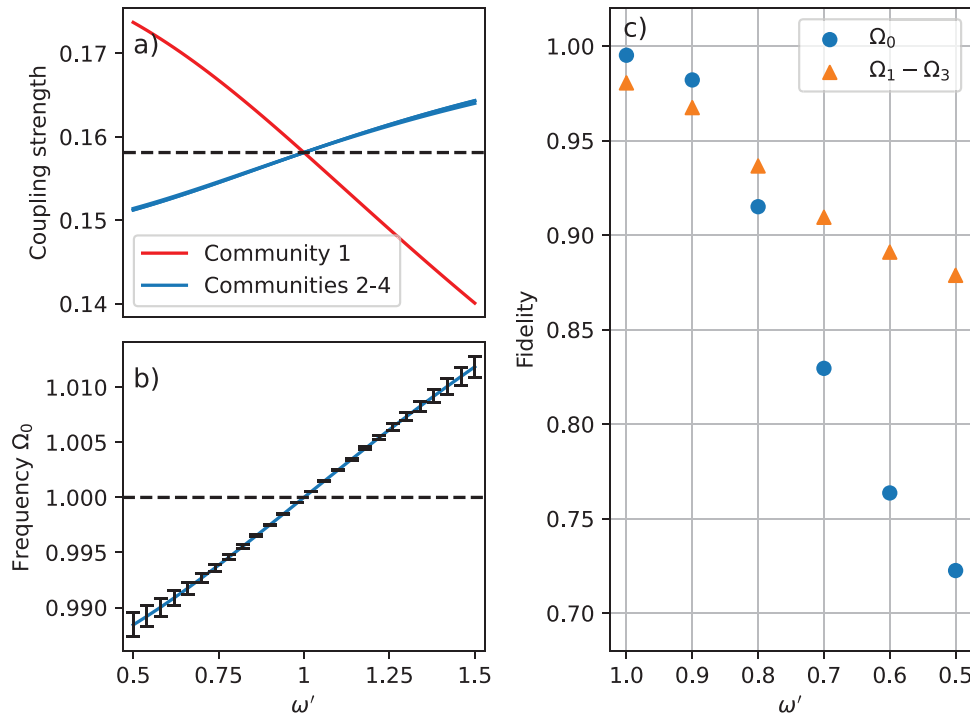 a)
Coupling strength
0.17
0.16
0.15
0.14
Community 1
Communities 2-4
b)
Frequency Ω₀
1.010
1.005
1.000
0.995
0.990
0.5
0.75
1
1.25
1.5
ω′
c)
Fidelity
1.00
0.95
0.90
0.85
0.80
0.75
0.70
Ω₀
Ω₁ − Ω₃
1.0
0.9
0.8
0.7
0.6
0.5
ω′